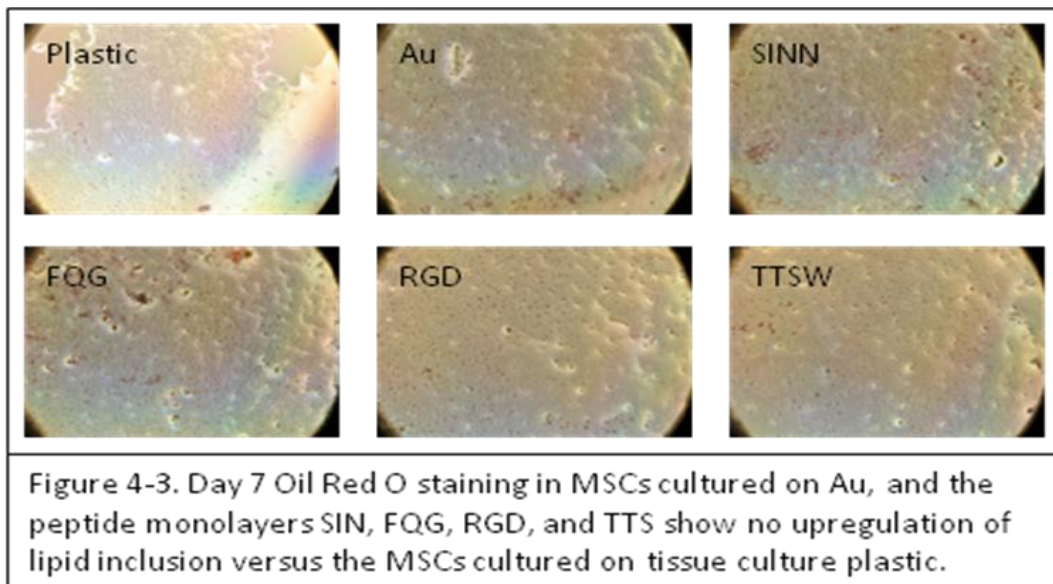 Plastic
Au
SINN
FQG
RGD
TTSW
Figure 4-3. Day 7 Oil Red O staining in MSCs cultured on Au, and the
peptide monolayers SIN, FQG, RGD, and TTS show no upregulation of
lipid inclusion versus the MSCs cultured on tissue culture plastic.